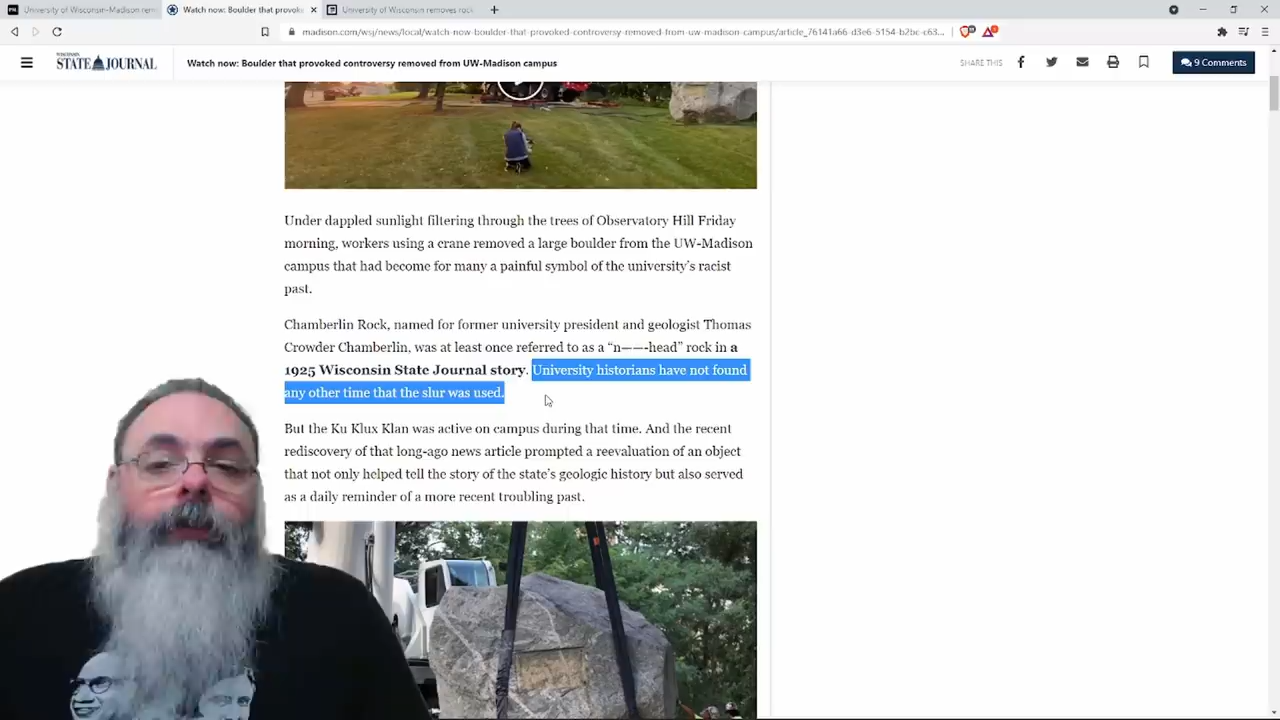 University of Wisconsin-Madison rem
Watch now: Boulder that provoke
University of Wisconsin removes rock
madison.com/wsj/news/local/watch-now-boulder-that-provoked-controversy-removed-from-uw-madison-campus/article_76141a66-d3e6-5154-b2bc-c63...
WISCONSIN
STATE JOURNAL
Watch now: Boulder that provoked controversy removed from UW-Madison campus
SHARE THIS
9 Comments
Under dappled sunlight filtering through the trees of Observatory Hill Friday
morning, workers using a crane removed a large boulder from the UW-Madison
campus that had become for many a painful symbol of the university's racist
past.
Chamberlin Rock, named for former university president and geologist Thomas
Crowder Chamberlin, was at least once referred to as a “n——-head” rock in a
1925 Wisconsin State Journal story. University historians have not found
any other time that the slur was used.
But the Ku Klux Klan was active on campus during that time. And the recent
rediscovery of that long-ago news article prompted a reevaluation of an object
that not only helped tell the story of the state's geologic history but also served
as a daily reminder of a more recent troubling past.